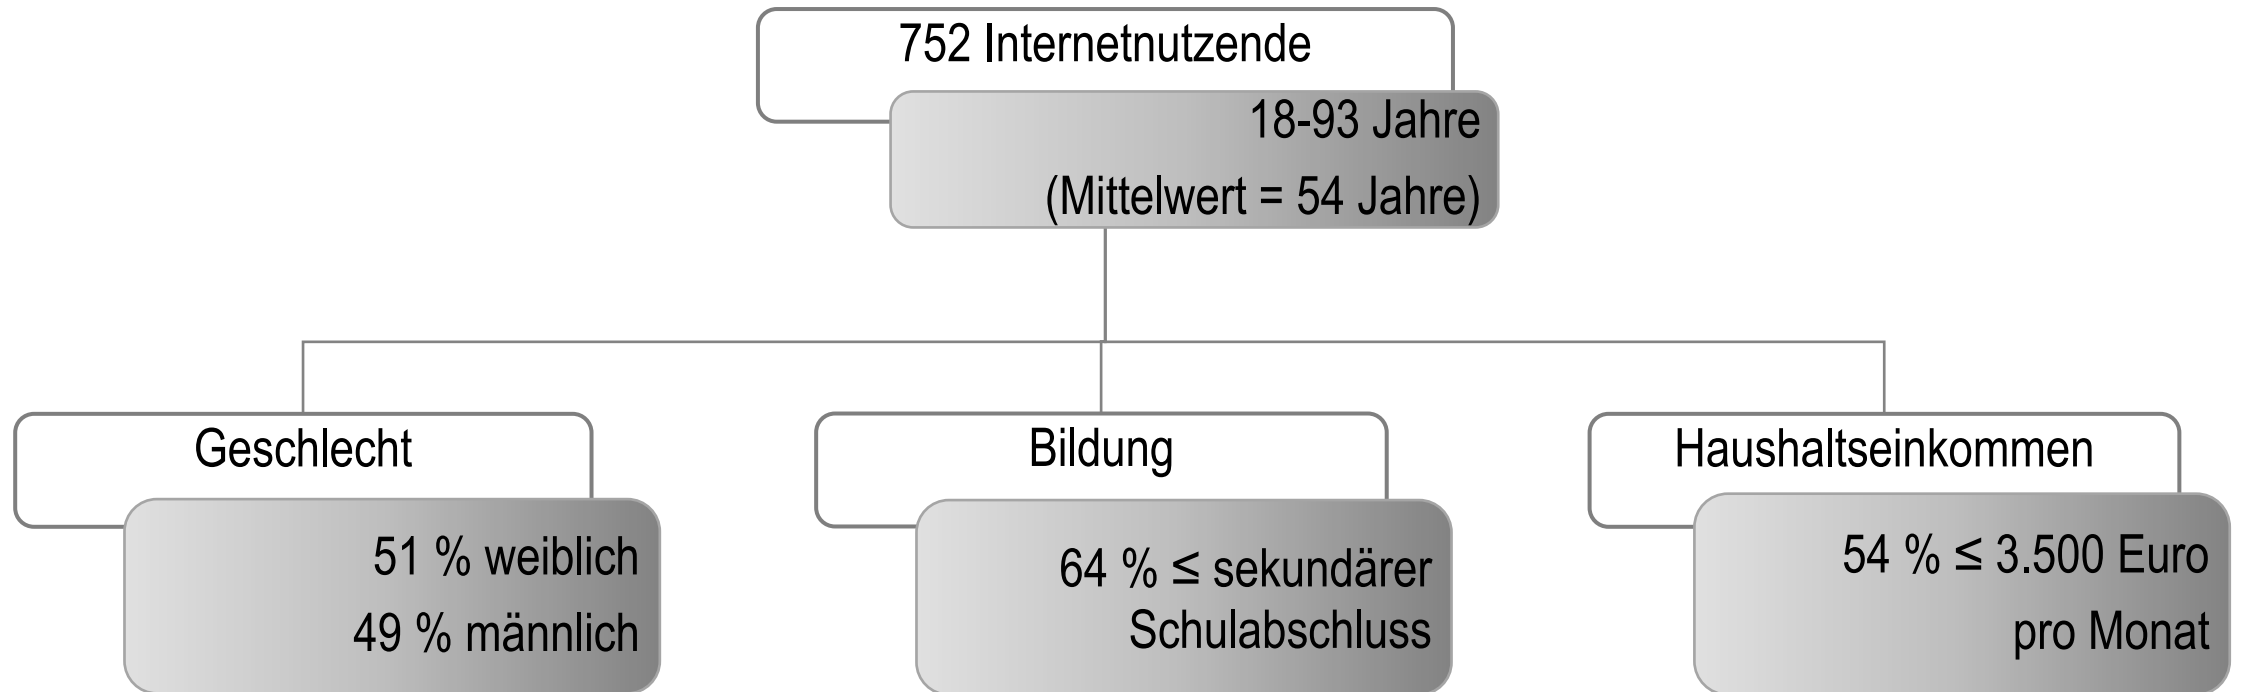 752 Internetnutzende
18-93 Jahre
(Mittelwert = 54 Jahre)
Geschlecht
51 % weiblich
49 % männlich
Bildung
64 % ≤ sekundärer
Schulabschluss
Haushaltseinkommen
54 % ≤ 3.500 Euro
pro Monat